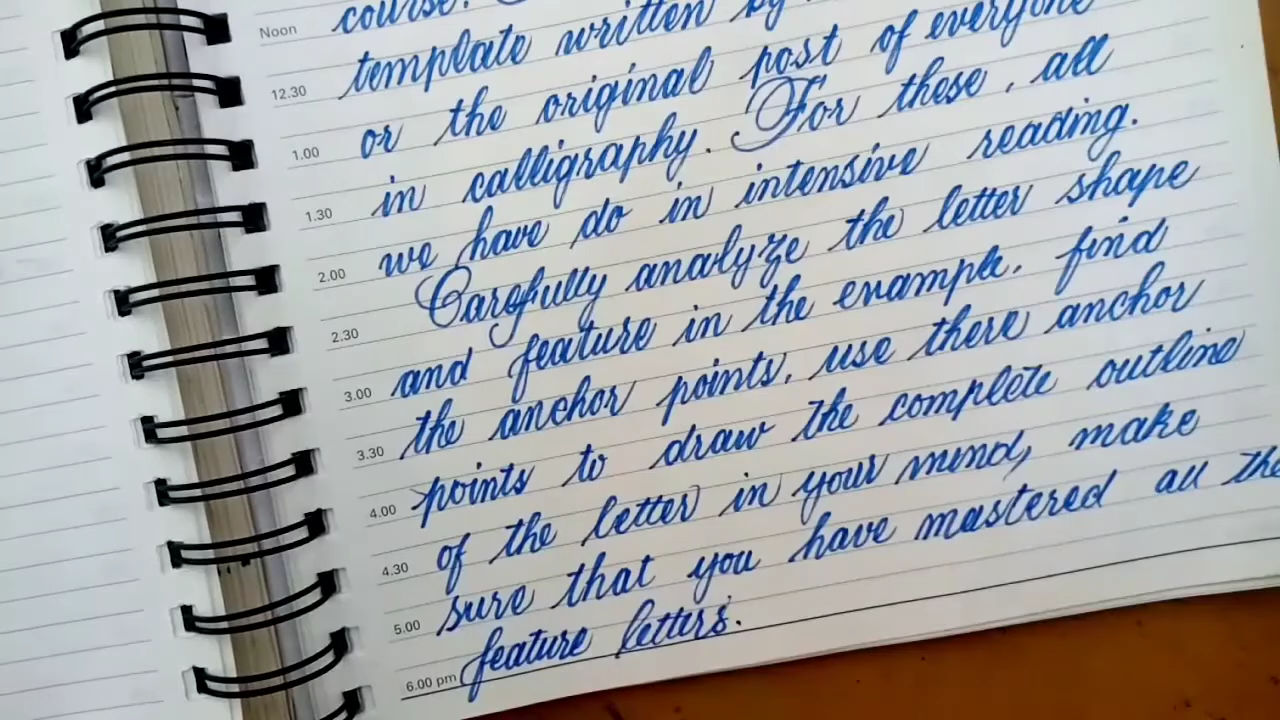 Noon course.
12.30 template written by
1.00 or the original post of everyone
1.30 in calligraphy. For these, all
2.00 we have do in intensive reading.
2.30 Carefully analyze the letter shape
3.00 and feature in the example. find
3.30 the anchor points. use there anchor
4.00 points to draw the complete outline
4.30 of the letter in your mind, make
5.00 sure that you have mastered all the
6.00 pm feature letters.